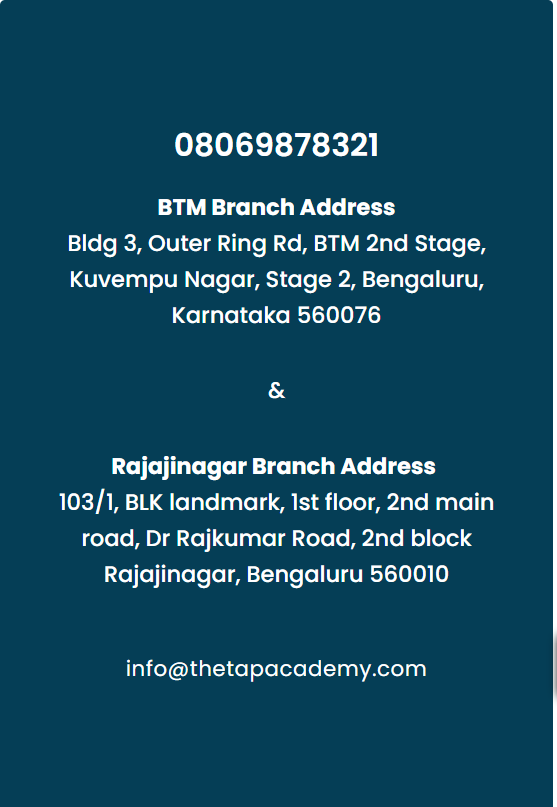 08069878321
BTM Branch Address
Bldg 3, Outer Ring Rd, BTM 2nd Stage,
Kuvempu Nagar, Stage 2, Bengaluru,
Karnataka 560076
&
Rajajinagar Branch Address
103/1, BLK landmark, 1st floor, 2nd main
road, Dr Rajkumar Road, 2nd block
Rajajinagar, Bengaluru 560010
info@thetapacademy.com